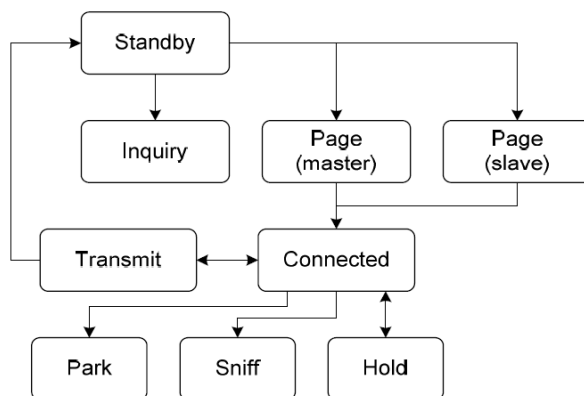 Standby
Inquiry
Page
(master)
Page
(slave)
Transmit
Connected
Park
Sniff
Hold